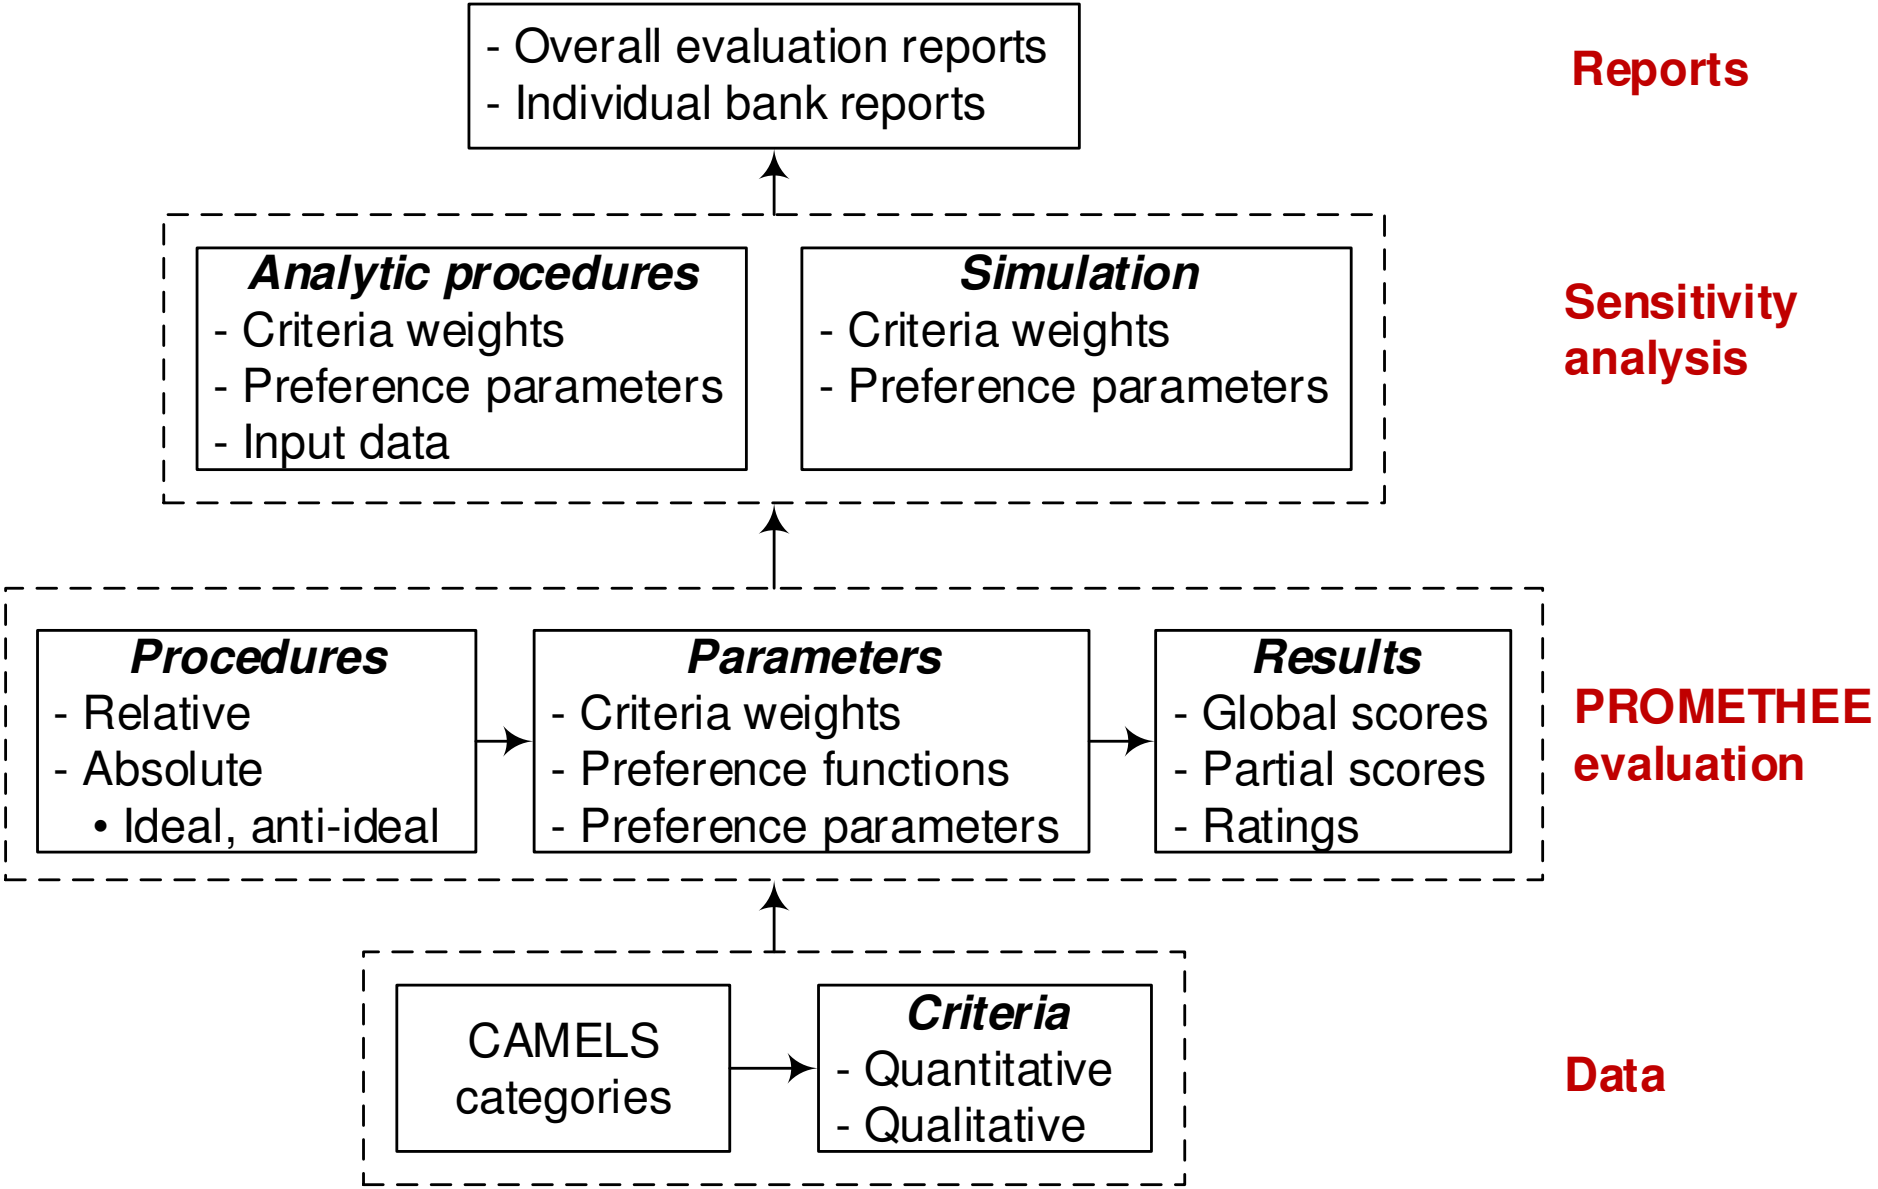 - Overall evaluation reports
- Individual bank reports
Reports
Analytic procedures
- Criteria weights
- Preference parameters
- Input data
Simulation
- Criteria weights
- Preference parameters
Sensitivity
analysis
Procedures
- Relative
- Absolute
• Ideal, anti-ideal
Parameters
- Criteria weights
- Preference functions
- Preference parameters
Results
- Global scores
- Partial scores
- Ratings
PROMETHEE
evaluation
CAMELS
categories
Criteria
- Quantitative
- Qualitative
Data